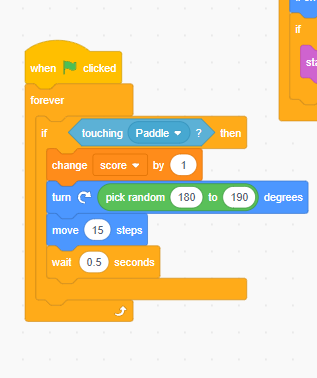 when clicked
forever
if
if touching Paddle ? then
change score by 1
turn pick random 180 to 190 degrees
move 15 steps
wait 0.5 seconds